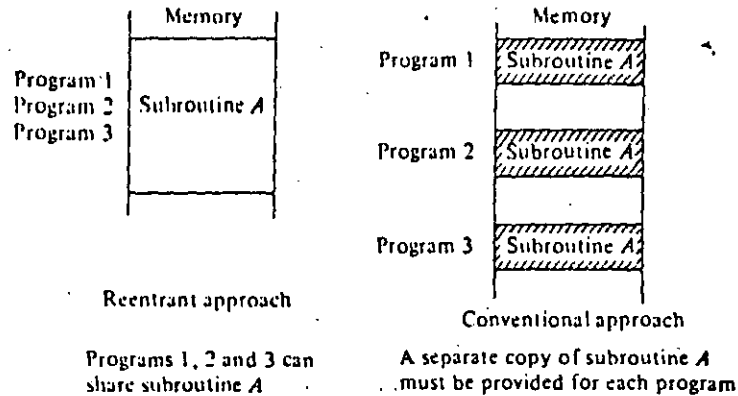 Memory
Program 1
Program 2
Program 3
Subroutine A
Reentrant approach
Programs 1, 2 and 3 can
share subroutine A
Memory
Program 1
Subroutine A
Program 2
Subroutine A
Program 3
Subroutine A
Conventional approach
A separate copy of subroutine A
must be provided for each program